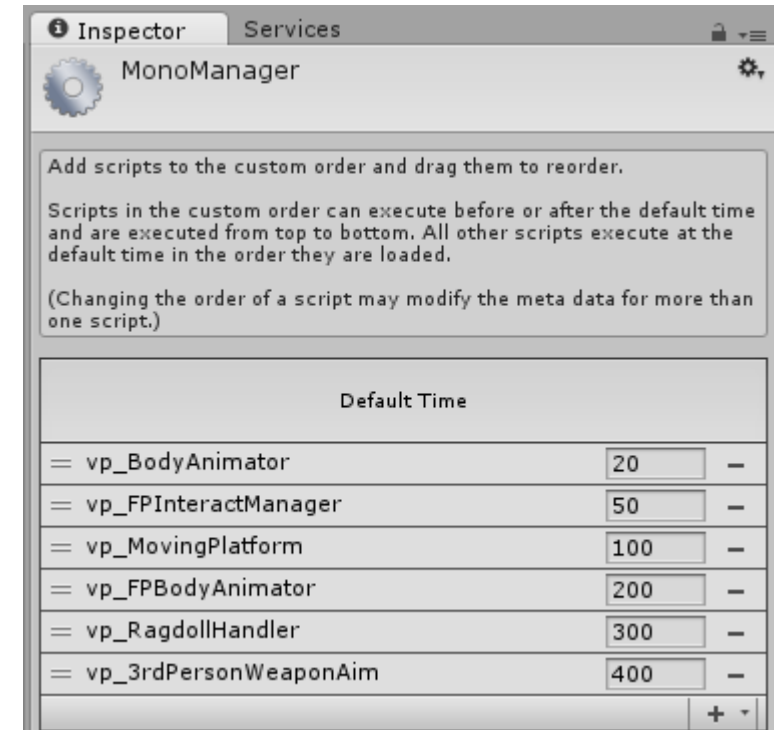 Inspector Services
MonoManager
Add scripts to the custom order and drag them to reorder.
Scripts in the custom order can execute before or after the default time
and are executed from top to bottom. All other scripts execute at the
default time in the order they are loaded.
(Changing the order of a script may modify the meta data for more than
one script.)
Default Time
vp_BodyAnimator 20
vp_FPInteractManager 50
vp_MovingPlatform 100
vp_FPBodyAnimator 200
vp_RagdollHandler 300
vp_3rdPersonWeaponAim 400